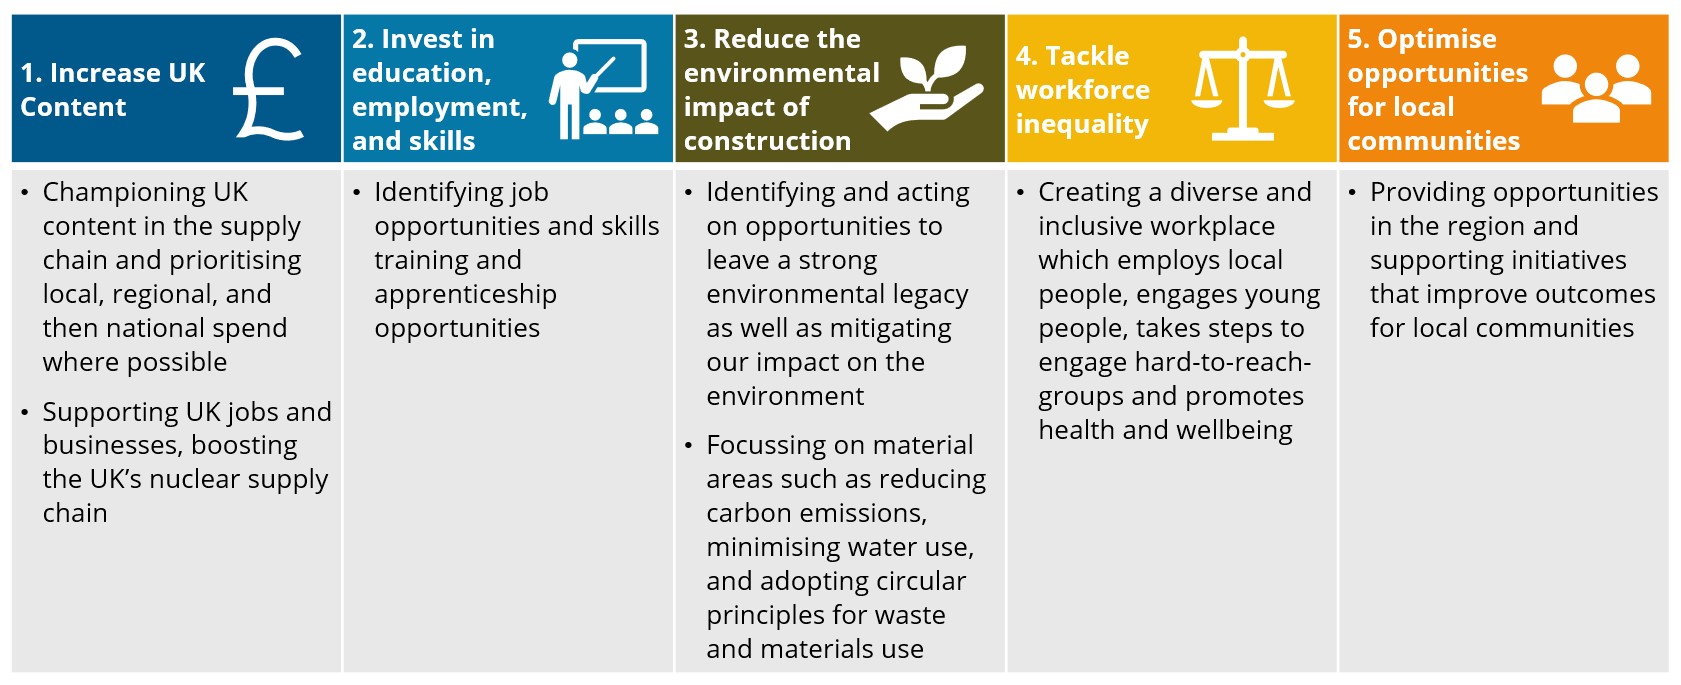 1. Increase UK
Content
£
2. Invest in
education,
employment,
and skills
3. Reduce the
environmental
impact of
construction
4. Tackle
workforce
inequality
5. Optimise
opportunities
for local
communities
• Championing UK
content in the supply
chain and prioritising
local, regional, and
then national spend
where possible
• Supporting UK jobs and
businesses, boosting
the UK’s nuclear supply
chain
• Identifying job
opportunities and skills
training and
apprenticeship
opportunities
• Identifying and acting
on opportunities to
leave a strong
environmental legacy
as well as mitigating
our impact on the
environment
• Focussing on material
areas such as reducing
carbon emissions,
minimising water use,
and adopting circular
principles for waste
and materials use
• Creating a diverse and
inclusive workplace
which employs local
people, engages young
people, takes steps to
engage hard-to-reach-
groups and promotes
health and wellbeing
• Providing opportunities
in the region and
supporting initiatives
that improve outcomes
for local communities